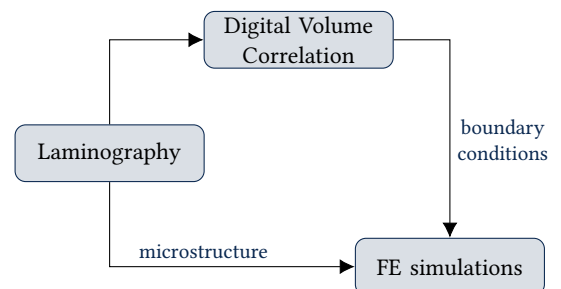 Digital Volume
Correlation
Laminography
boundary
conditions
microstructure
FE simulations